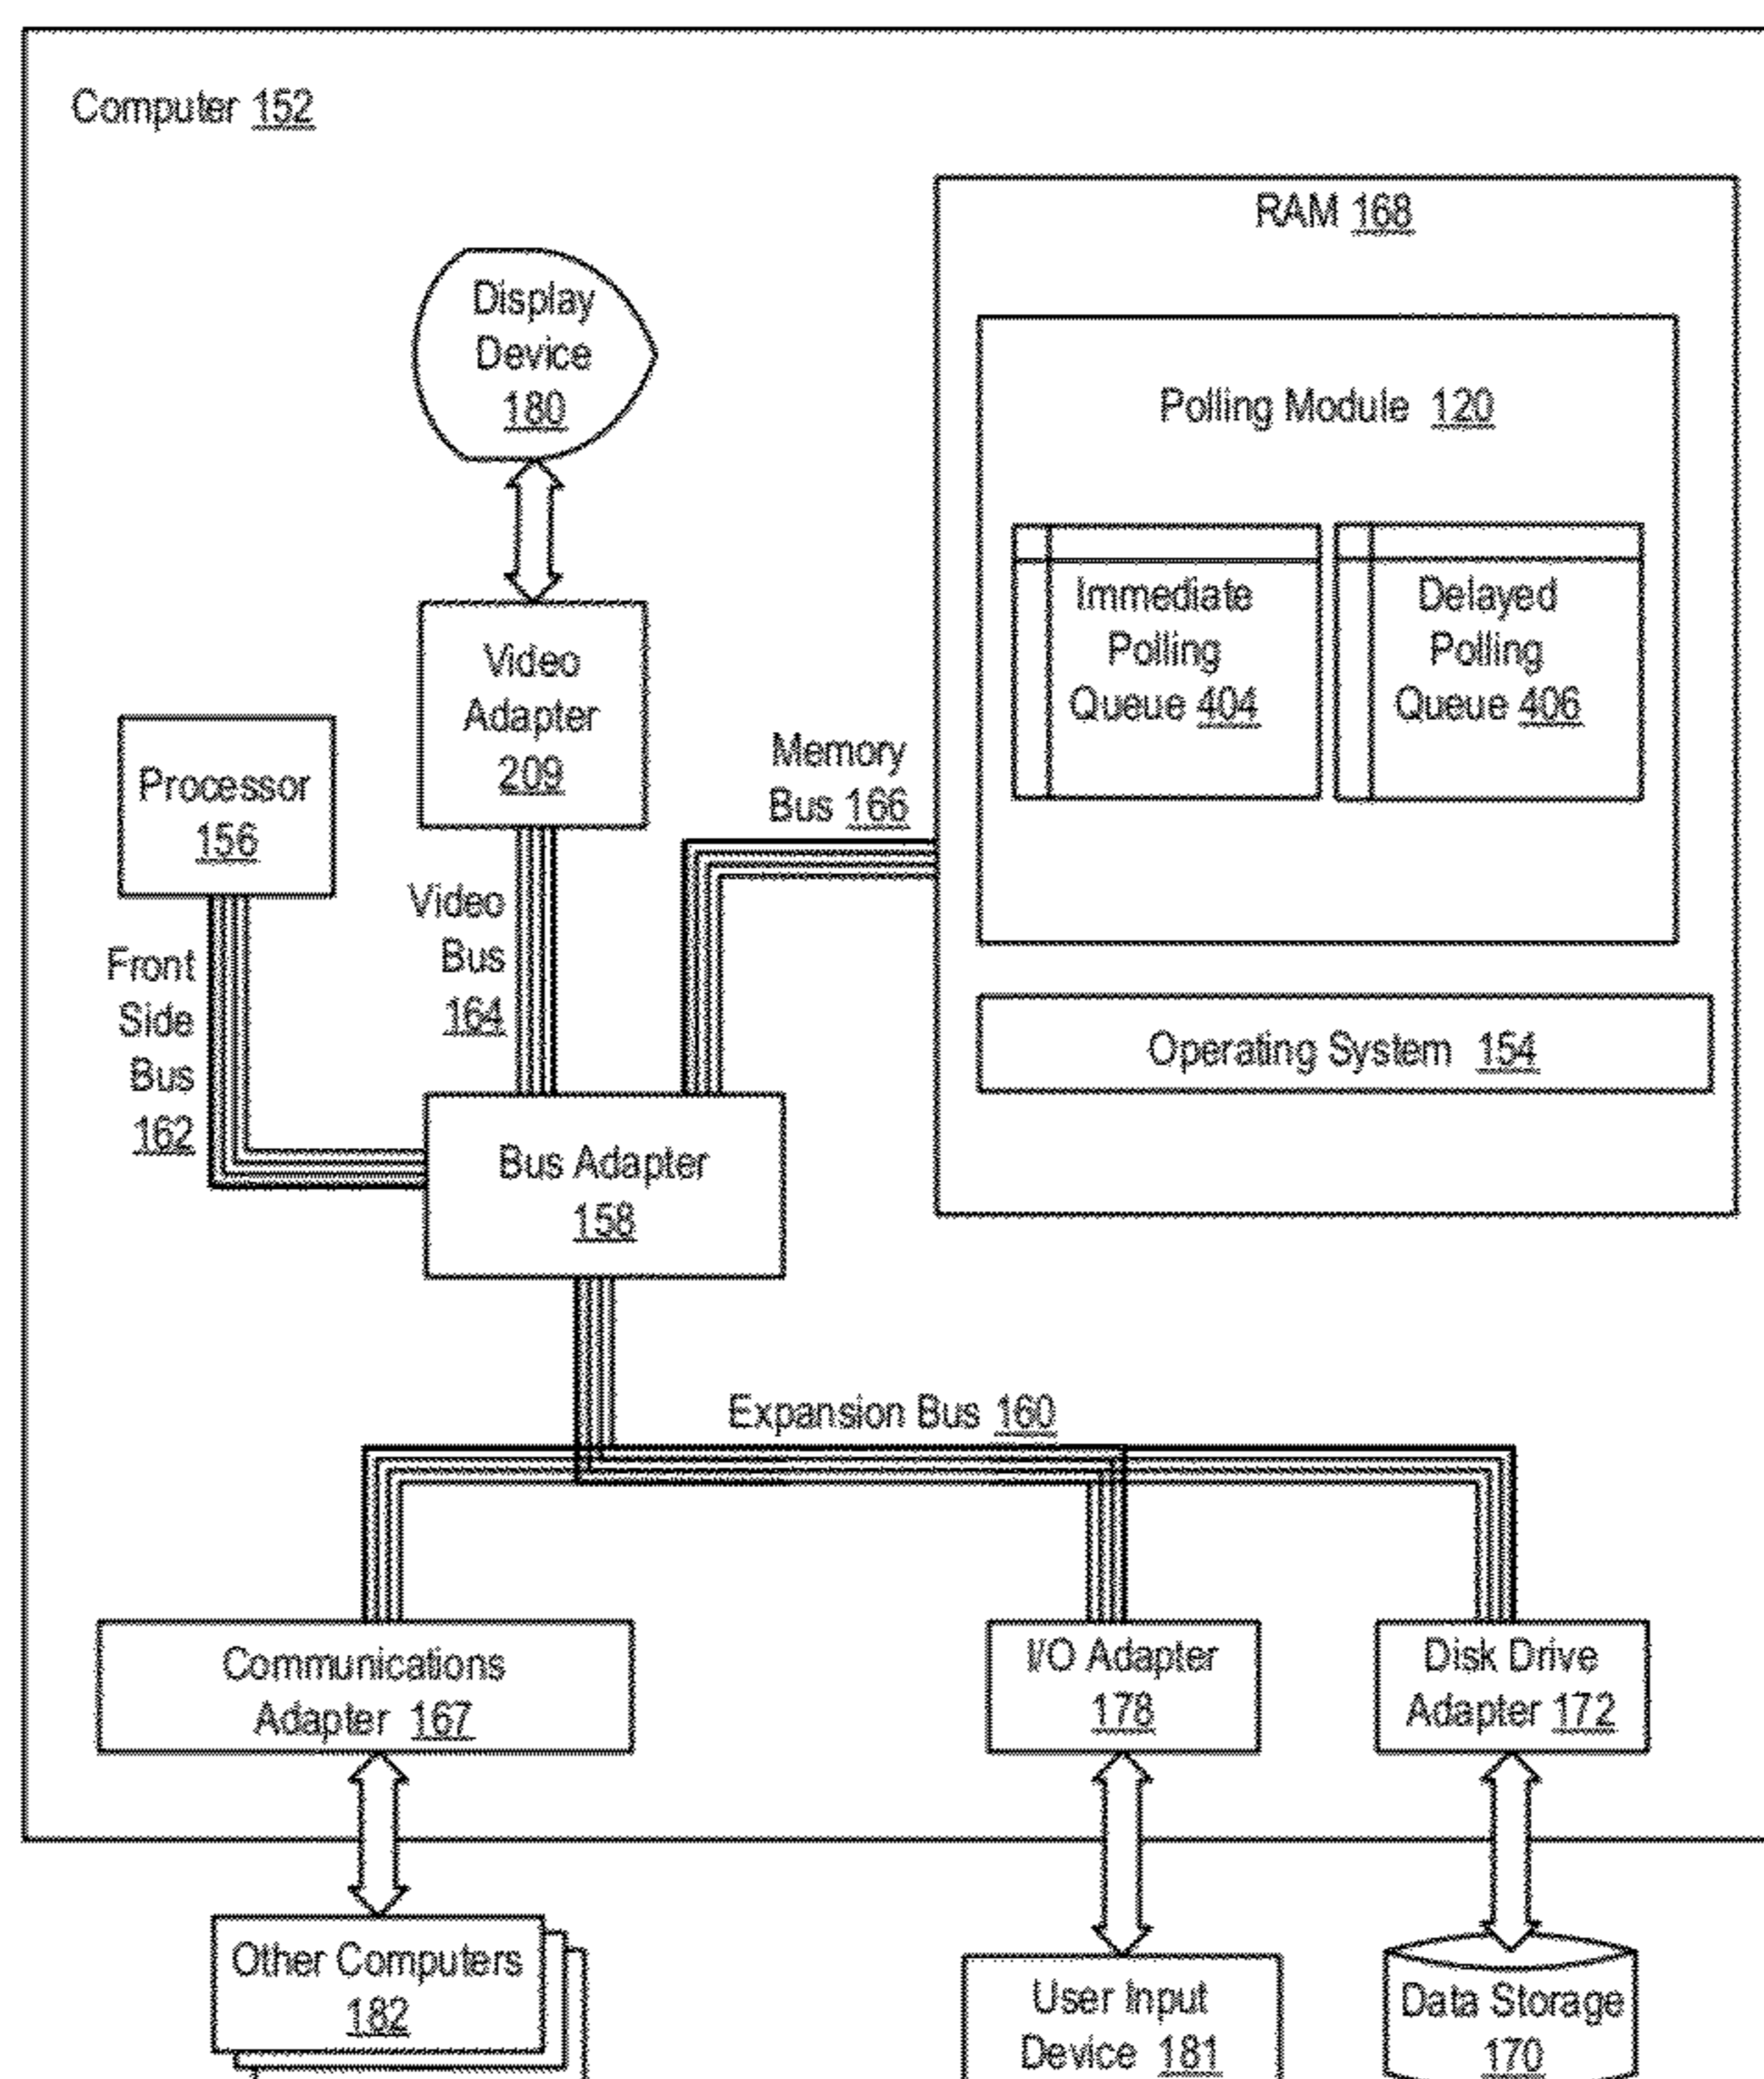 Computer 152
RAM 168
Display
Device
180
Polling Module 120
Immediate
Polling
Queue 404
Delayed
Polling
Queue 406
Video
Adapter
209
Memory
Bus 166
Processor
156
Video
Bus
164
Front
Side
Bus
162
Operating System 154
Bus Adapter
158
Expansion Bus 160
Communications
Adapter 167
I/O Adapter
178
Disk Drive
Adapter 172
Other Computers
182
User Input
Device 181
Data Storage
170